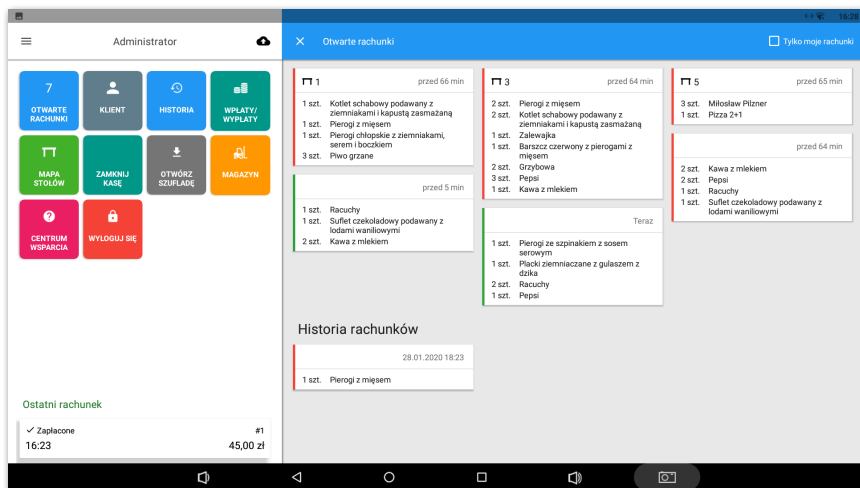 16:28
Administrator
Otwarte rachunki
Tylko moje rachunki
7
OTWARTE
RACHUNKI
KLIENT
HISTORIA
WPŁATY/
WYPŁATY
MAPA
STOŁÓW
ZAMKNIJ
KASĘ
OTWÓRZ
SZUFLADĘ
MAGAZYN
CENTRUM
WSPARCIA
WYLOGUJ SIĘ
Ostatni rachunek
Zapłacone #1
16:23 45,00 zł
1 przed 66 min
1 szt. Kotlet schabowy podawany z
ziemniakami i kapustą zasmażaną
1 szt. Pierogi z mięsem
1 szt. Pierogi chłopskie z ziemniakami,
serem i boczkiem
3 szt. Piwo grzane
przed 5 min
1 szt. Racuchy
1 szt. Suflet czekoladowy podawany z
lodami waniliowymi
2 szt. Kawa z mlekiem
3 przed 64 min
2 szt. Pierogi z mięsem
2 szt. Kotlet schabowy podawany z
ziemniakami i kapustą zasmażaną
1 szt. Zalewajka
1 szt. Barszcz czerwony z pierogami z
mięsem
2 szt. Grzybowa
3 szt. Pepsi
1 szt. Kawa z mlekiem
Teraz
1 szt. Pierogi ze szpinakiem z sosem
serowym
1 szt. Placki ziemniaczane z gulaszem z
dzika
2 szt. Racuchy
1 szt. Pepsi
5 przed 65 min
3 szt. Miłosław Pilzner
1 szt. Pizza 2+1
przed 64 min
2 szt. Kawa z mlekiem
2 szt. Pepsi
1 szt. Racuchy
1 szt. Suflet czekoladowy podawany z
lodami waniliowymi
Historia rachunków
28.01.2020 18:23
1 szt. Pierogi z mięsem